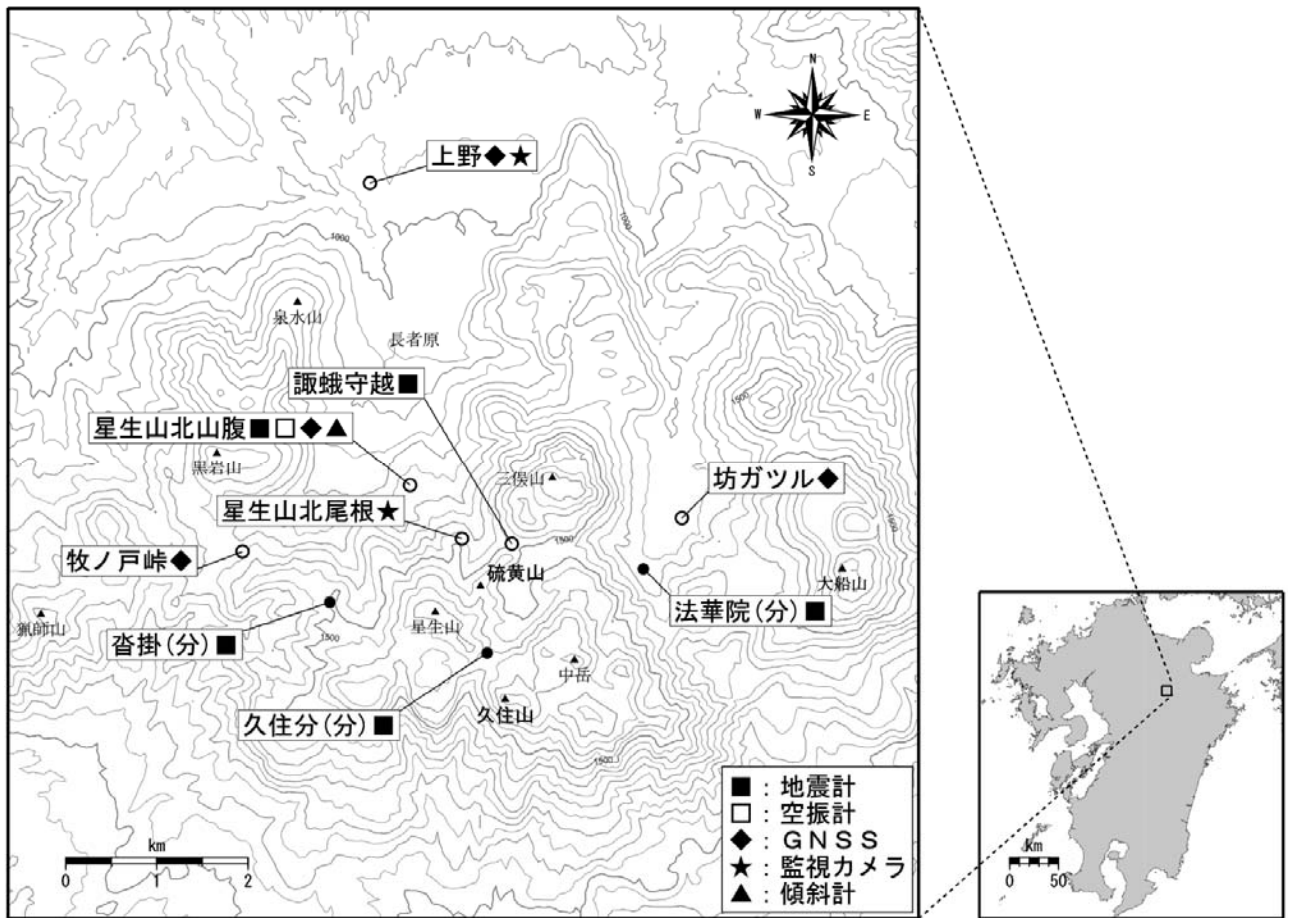 N
W E
S
上野◆★
1000
1000
泉水山
長者原
諏蛾守越■
1500
星生山北山腹■□◆▲
黒岩山
三俣山
坊ガツル◆
星生山北尾根★
1500
1500
牧ノ戸峠◆
硫黄山
大船山
猟師山
1500
星生山
法華院(分)■
沓掛(分)■
中岳
久住分(分)■
久住山
1500
■：地震計
□：空振計
◆：GNSS
★：監視カメラ
▲：傾斜計
km
0 1 2
km
0 50